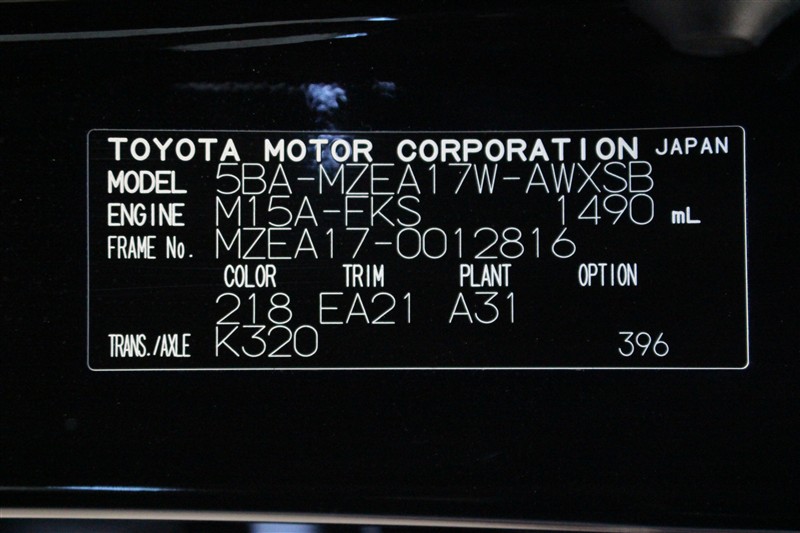 TOYOTA MOTOR CORPORATION JAPAN
MODEL 5BA-MZEA17W-AWXSB
ENGINE M15A-FKS 1490 mL
FRAME No. MZEA17-0012816
COLOR TRIM PLANT OPTION
218 EA21 A31
TRANS./AXLE K320 396